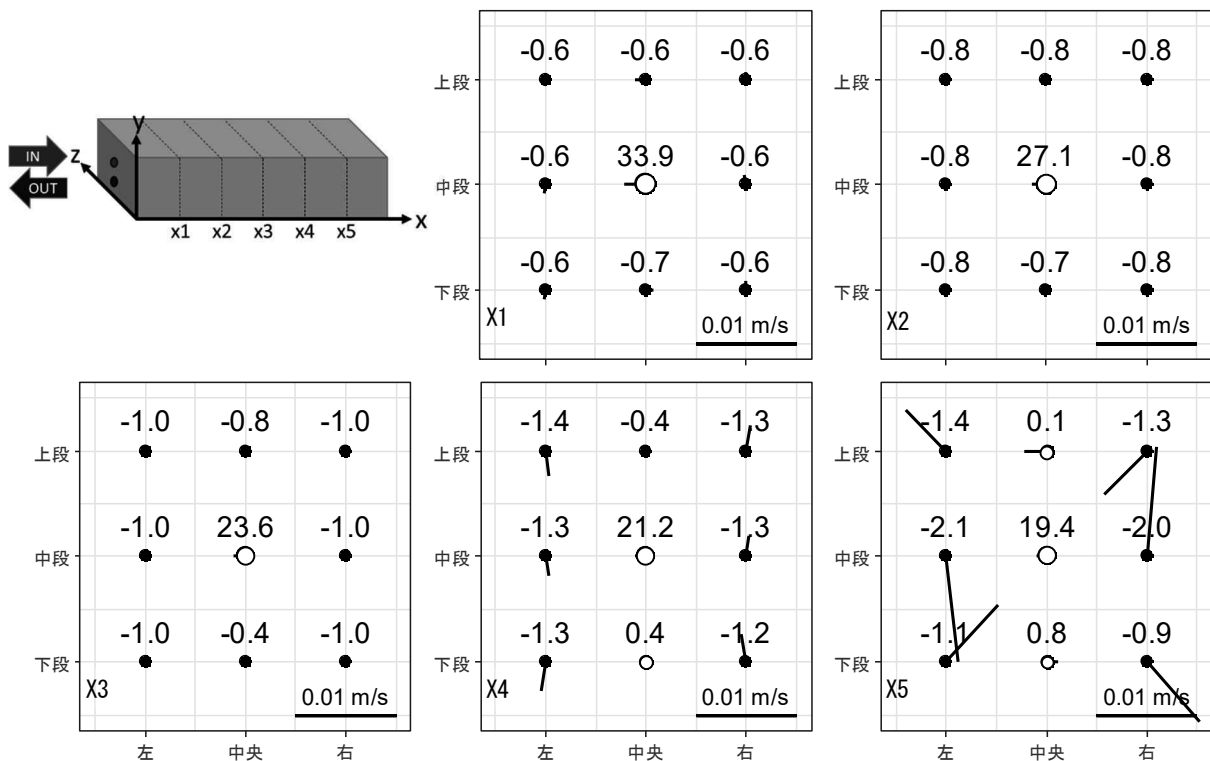 IN
OUT
y
z
x
x1 x2 x3 x4 x5
-0.6 -0.6 -0.6
上段
-0.6 33.9 -0.6
中段
-0.6 -0.7 -0.6
下段
X1
0.01 m/s
-0.8 -0.8 -0.8
上段
-0.8 27.1 -0.8
中段
-0.8 -0.7 -0.8
下段
X2
0.01 m/s
-1.0 -0.8 -1.0
上段
-1.0 23.6 -1.0
中段
-1.0 -0.4 -1.0
下段
X3
0.01 m/s
左 中央 右
-1.4 -0.4 -1.3
上段
-1.3 21.2 -1.3
中段
-1.3 0.4 -1.2
下段
X4
0.01 m/s
左 中央 右
-1.4 0.1 -1.3
上段
-2.1 19.4 -2.0
中段
-1.1 0.8 -0.9
下段
X5
0.01 m/s
左 中央 右